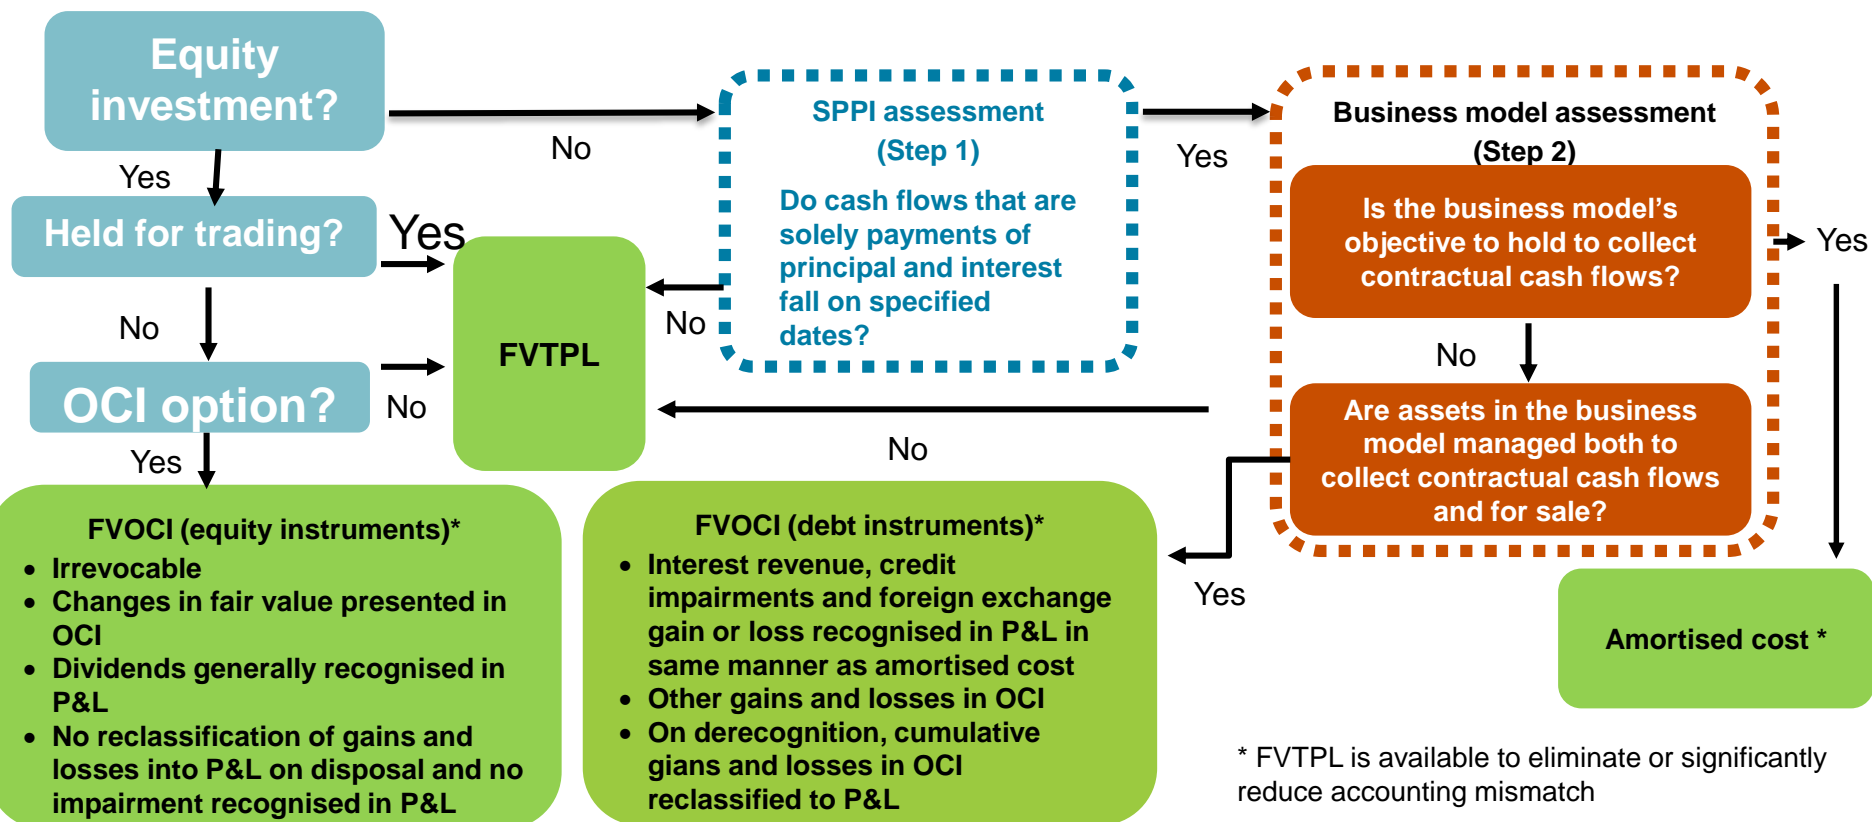 Equity
investment?
No
Yes
Held for trading?
Yes
No
OCI option?
No
Yes
FVTPL
SPPI assessment
(Step 1)
Do cash flows that are
solely payments of
principal and interest
fall on specified
dates?
No
Yes
Business model assessment
(Step 2)
Is the business model’s
objective to hold to collect
contractual cash flows?
Yes
No
Are assets in the business
model managed both to
collect contractual cash flows
and for sale?
No
Yes
FVOCI (equity instruments)*
• Irrevocable
• Changes in fair value presented in
OCI
• Dividends generally recognised in
P&L
• No reclassification of gains and
losses into P&L on disposal and no
impairment recognised in P&L
FVOCI (debt instruments)*
• Interest revenue, credit
impairments and foreign exchange
gain or loss recognised in P&L in
same manner as amortised cost
• Other gains and losses in OCI
• On derecognition, cumulative
gians and losses in OCI
reclassified to P&L
Amortised cost *
* FVTPL is available to eliminate or significantly
reduce accounting mismatch